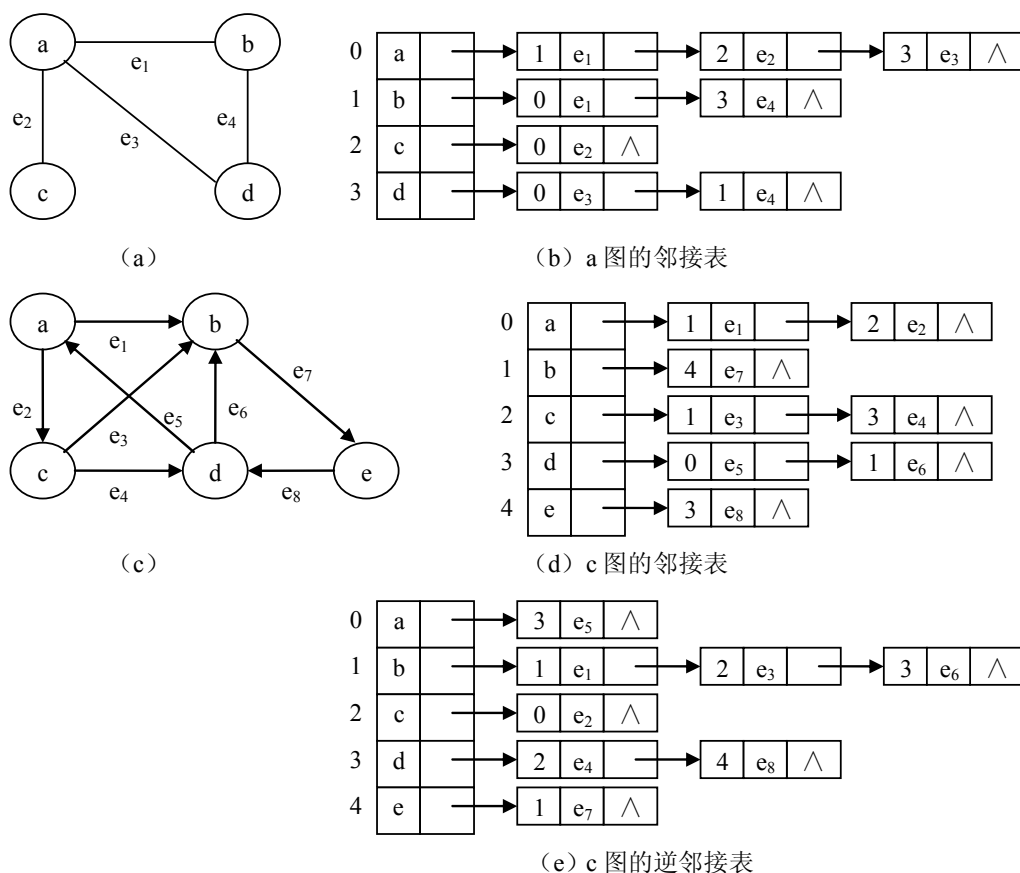 a b
e1
e2
e3
e4
c d
(a)
0 a 1 e1 2 e2 3 e3 ∧
1 b 0 e1 3 e4 ∧
2 c 0 e2 ∧
3 d 0 e3 1 e4 ∧
(b)a 图的邻接表
a b
e1
e7
e2
e3
e5
e6
c d e
e4
e8
(c)
0 a 1 e1 2 e2 ∧
1 b 4 e7 ∧
2 c 1 e3 3 e4 ∧
3 d 0 e5 1 e6 ∧
4 e 3 e8 ∧
(d)c 图的邻接表
0 a 3 e5 ∧
1 b 1 e1 2 e3 3 e6 ∧
2 c 0 e2 ∧
3 d 2 e4 4 e8 ∧
4 e 1 e7 ∧
(e)c 图的逆邻接表